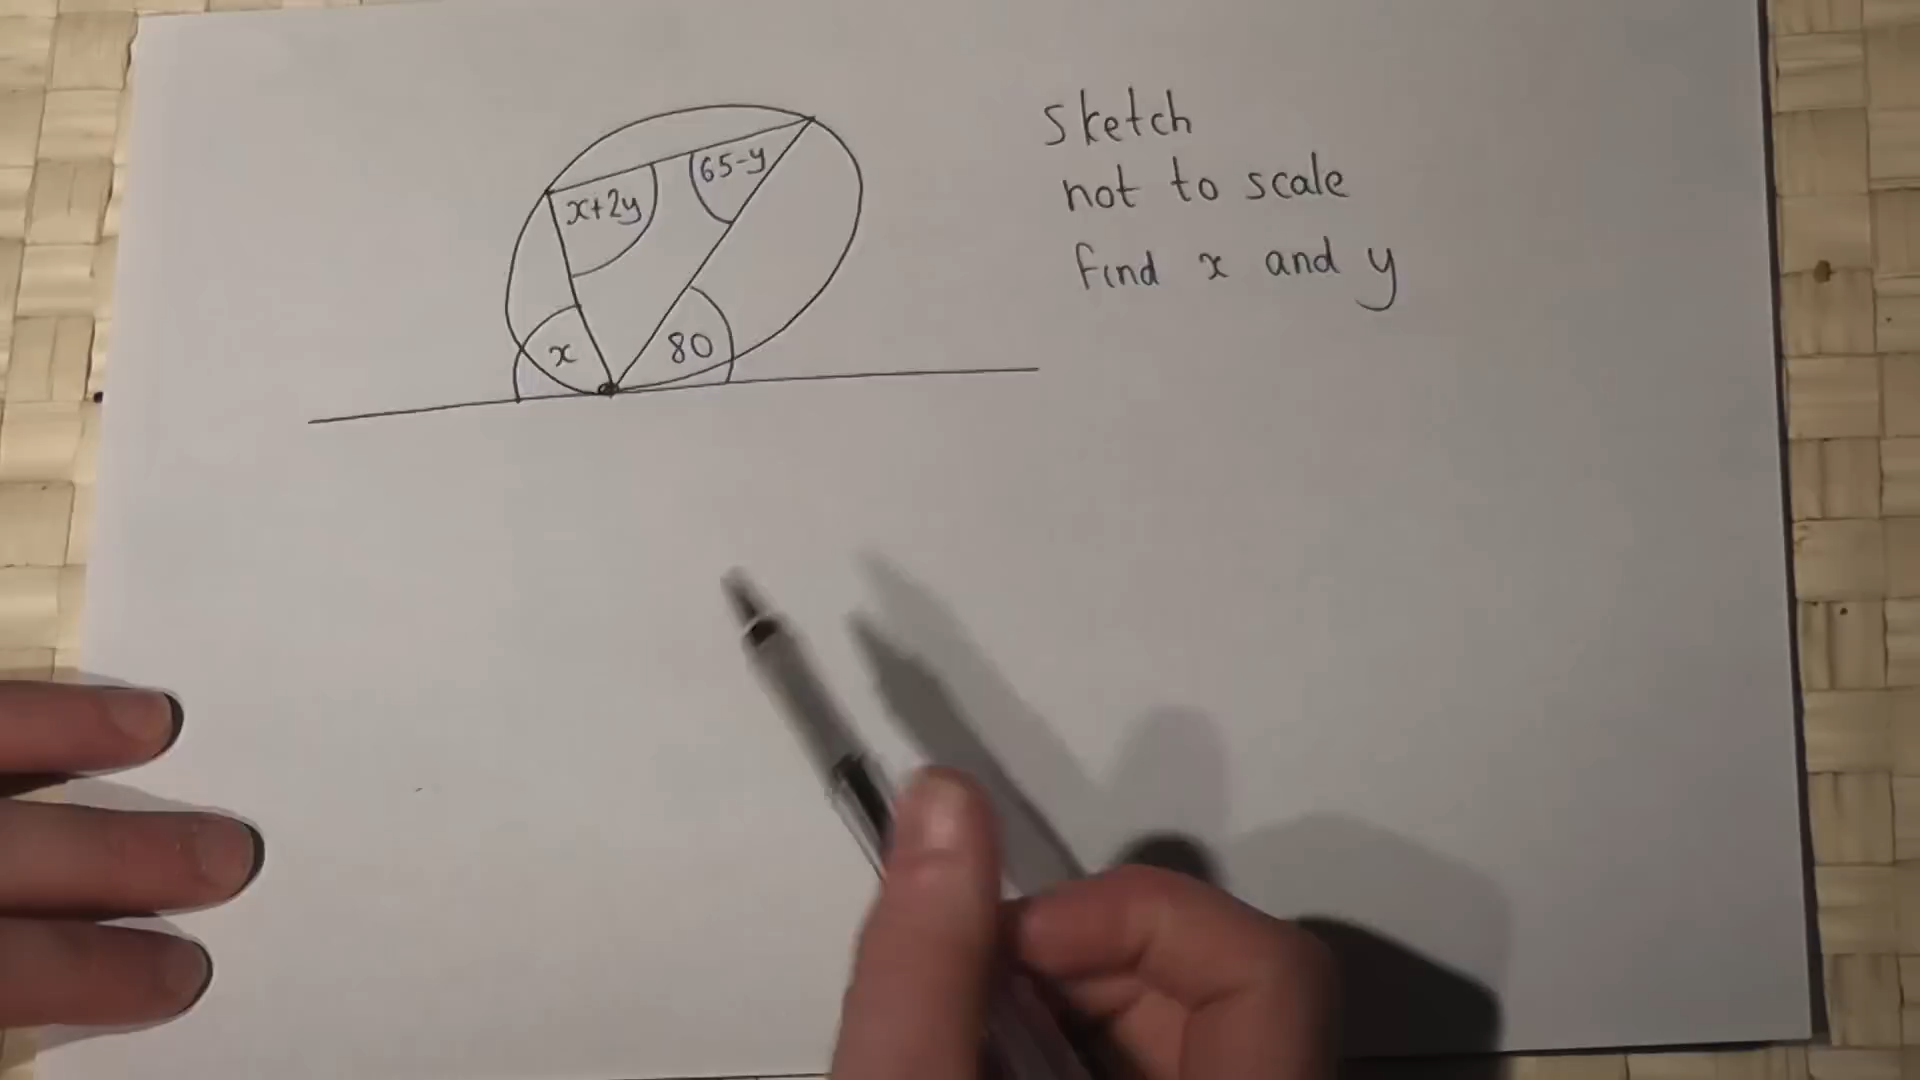 sketch
not to scale
find x and y
65-y
x+2y
x
80